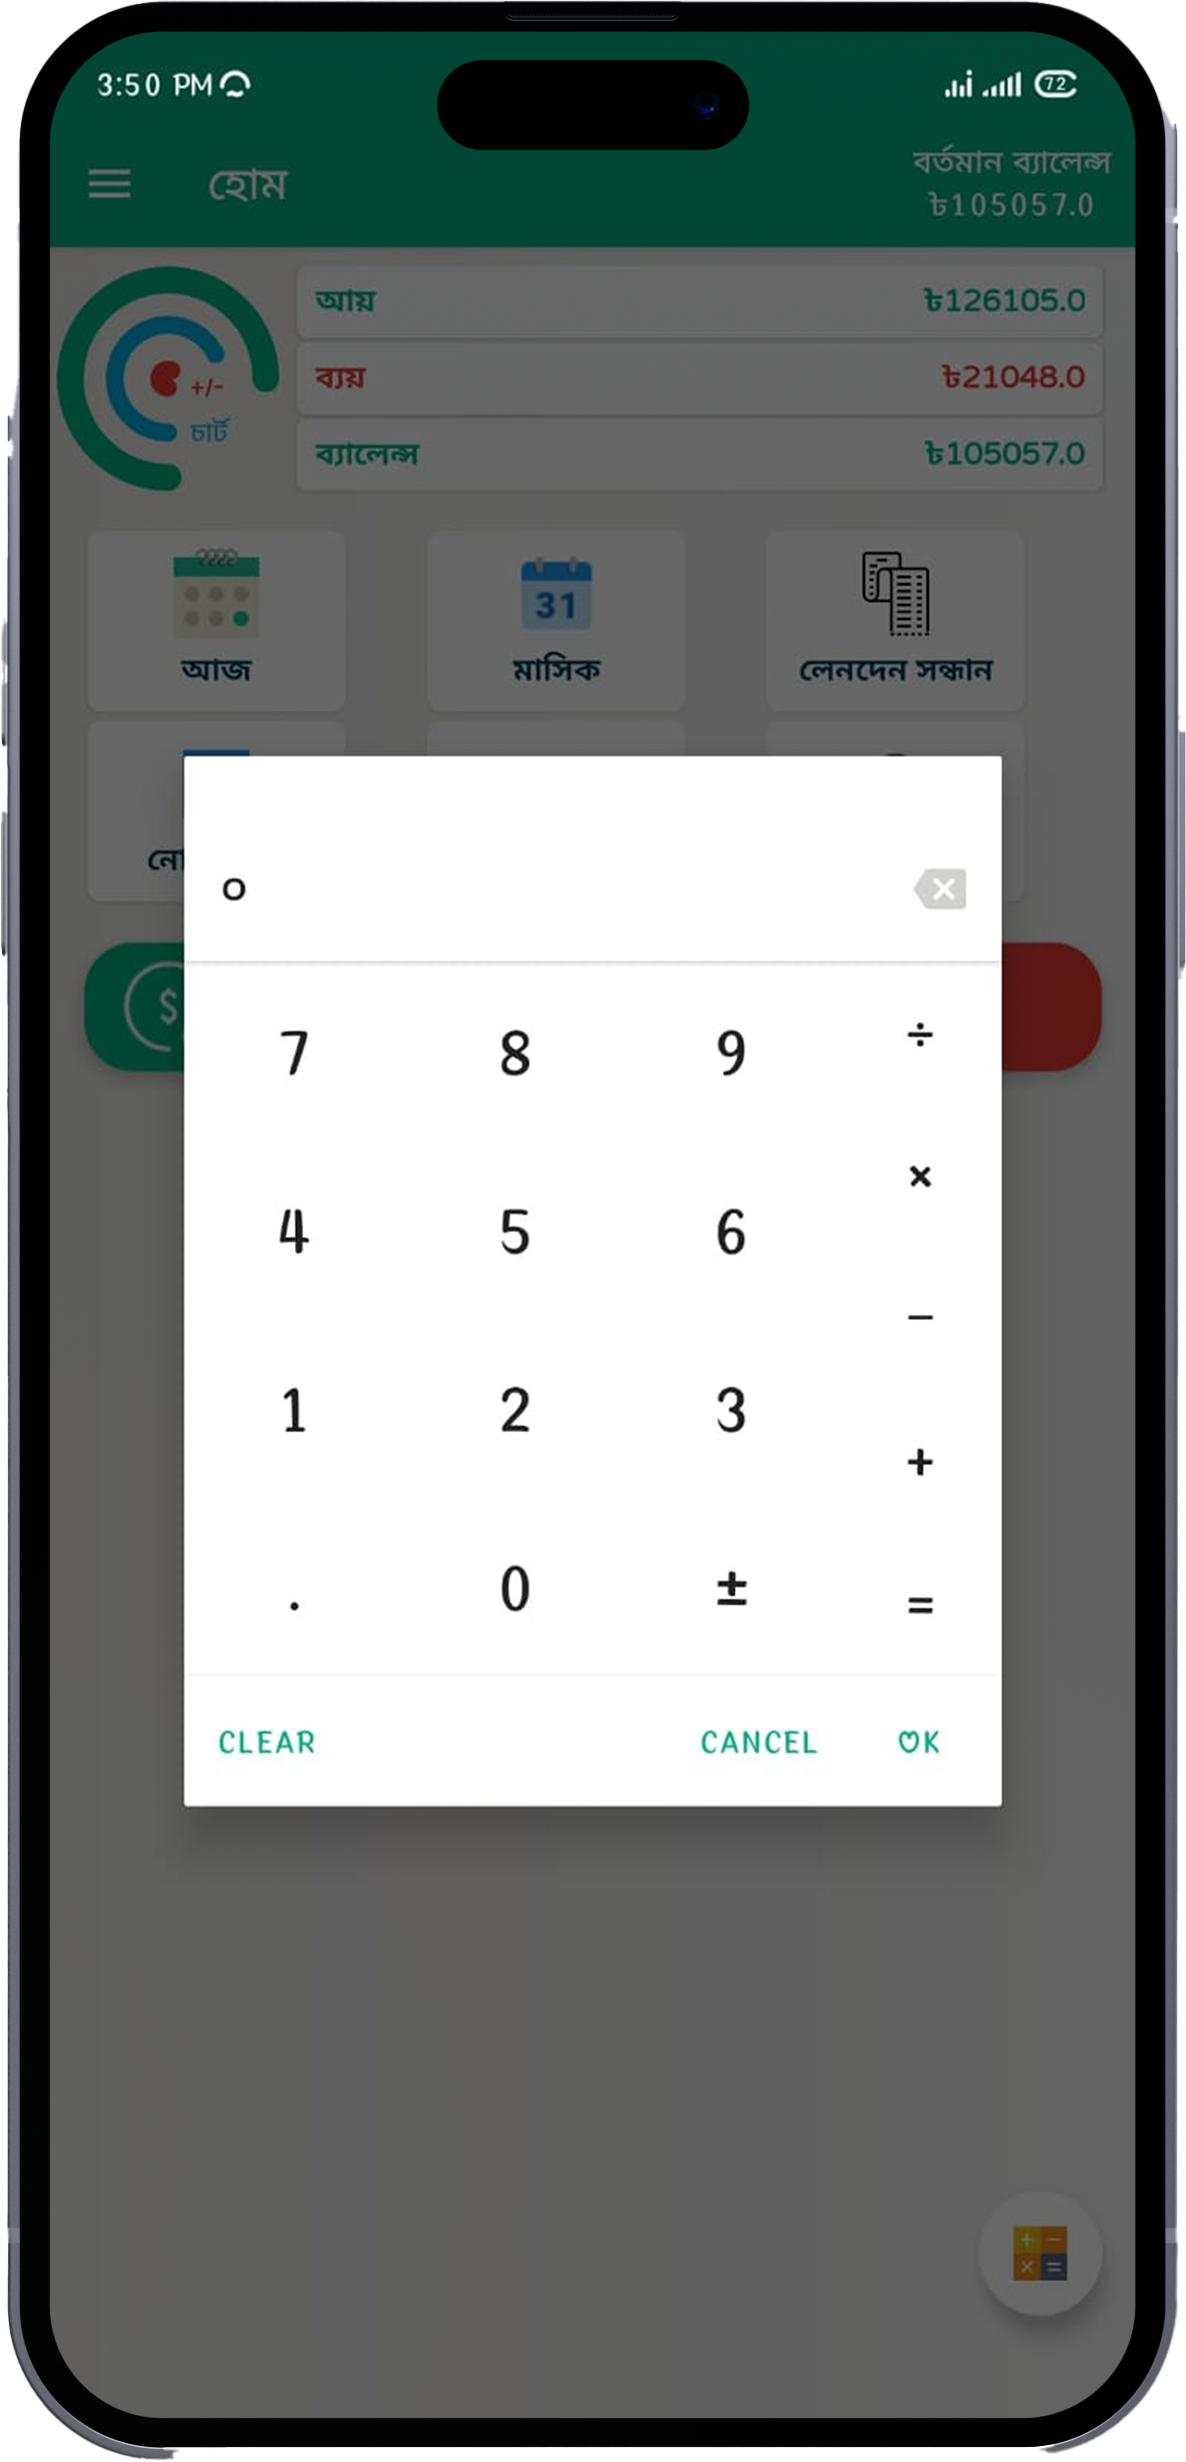 3:50 PM
72
হোম
বর্তমান ব্যালেন্স
৳105057.0
আয়
৳126105.0
ব্যয়
৳21048.0
ব্যালেন্স
৳105057.0
+/-
চার্ট
31
আজ
মাসিক
লেনদেন সন্ধান
0
$
7 8 9 ÷
×
4 5 6
−
1 2 3
+
. 0 ± =
CLEAR CANCEL OK
+ −
× =